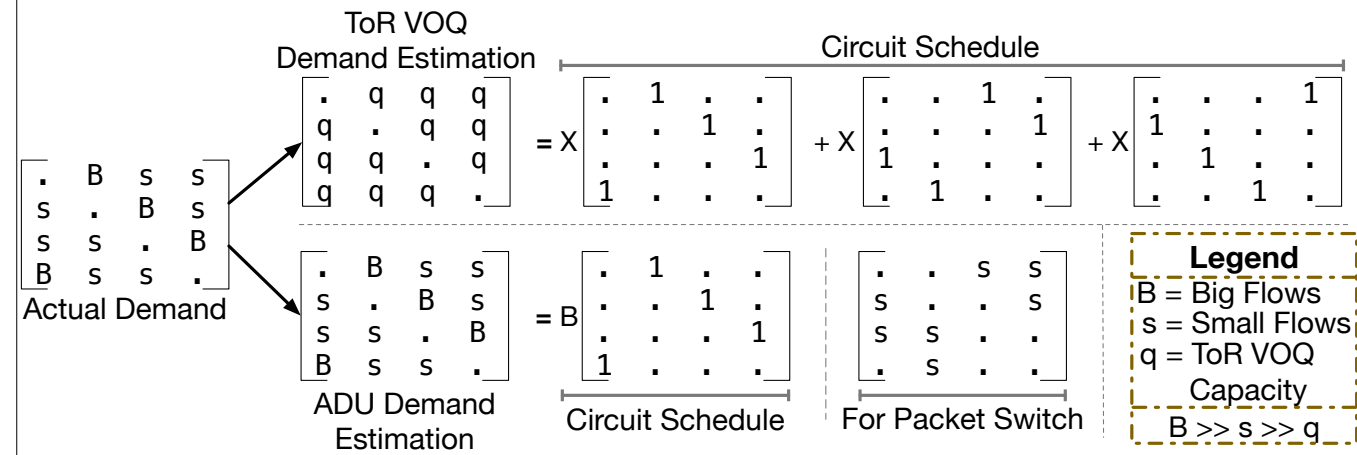 ToR VOQ
Demand Estimation
Circuit Schedule
. B s s
s . B s
s s . B
B s s .
Actual Demand
. q q q
q . q q
q q . q
q q q .
= X
. 1 . .
. . 1 .
. . . 1
1 . . .
+ X
. . 1 .
. . . 1
1 . . .
. 1 . .
+ X
. . . 1
1 . . .
. 1 . .
. . 1 .
. B s s
s . B s
s s . B
B s s .
ADU Demand
Estimation
= B
. 1 . .
. . 1 .
. . . 1
1 . . .
Circuit Schedule
. . s s
s . . s
s s . .
. s . .
For Packet Switch
Legend
B = Big Flows
s = Small Flows
q = ToR VOQ
Capacity
B >> s >> q